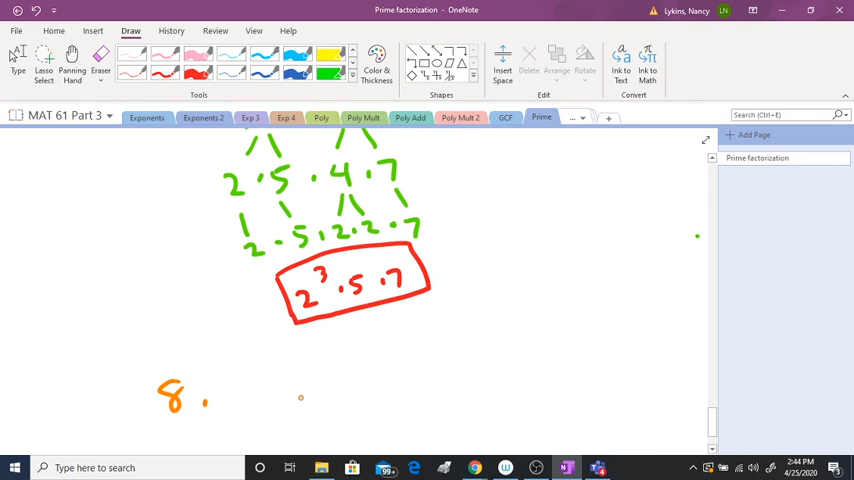 Prime factorization - OneNote
Lykins, Nancy LN
File Home Insert Draw History Review View Help
Type Lasso Select Panning Hand Eraser Color & Thickness Insert Space Arrange Rotate Ink to Text Ink to Math
Tools Shapes Edit Convert
MAT 61 Part 3 Exponents Exponents 2 Exp 3 Exp 4 Poly Poly Mult Poly Add Poly Mult 2 GCF Prime ... + Search (Ctrl+E)
+ Add Page
Prime factorization
2 · 5 · 4 · 7
2 · 5 · 2 · 2 · 7
2³ · 5 · 7
8.
Type here to search 99+ 2:44 PM
4/25/2020 3